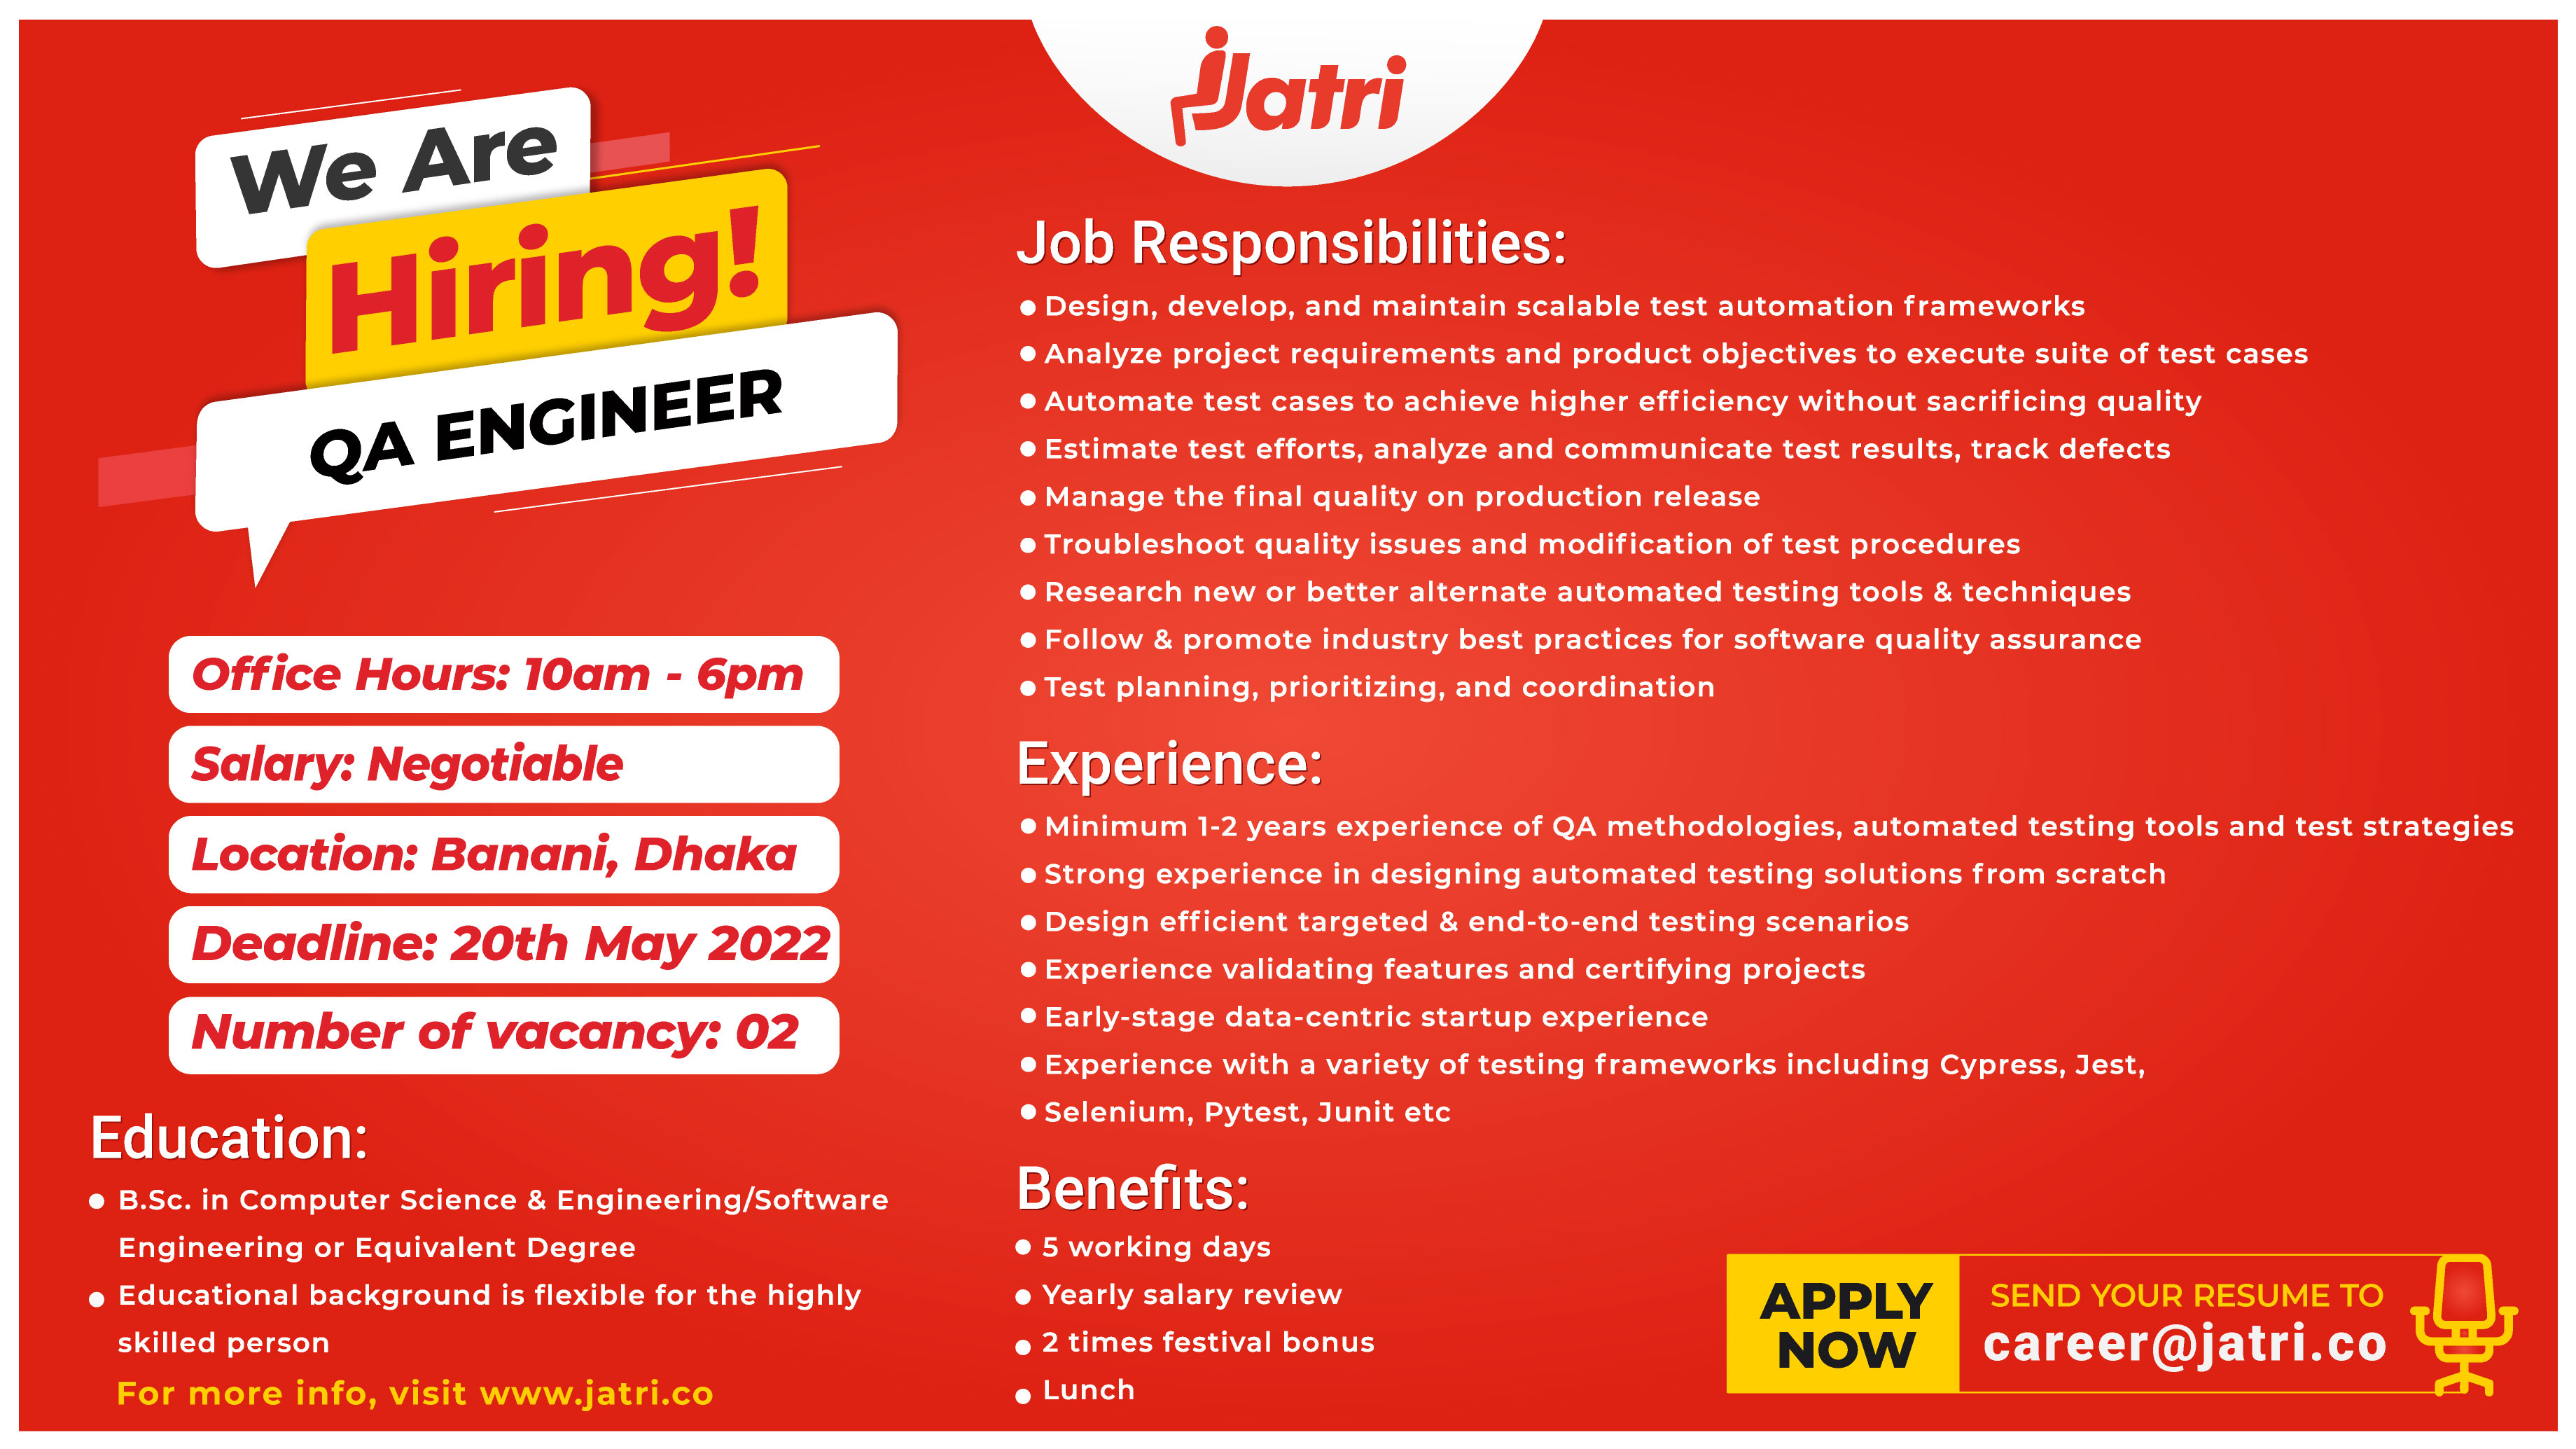 Jatri
We Are
Hiring!
QA ENGINEER
Office Hours: 10am - 6pm
Salary: Negotiable
Location: Banani, Dhaka
Deadline: 20th May 2022
Number of vacancy: 02
Education:
● B.Sc. in Computer Science & Engineering/Software
Engineering or Equivalent Degree
● Educational background is flexible for the highly
skilled person
For more info, visit www.jatri.co
Job Responsibilities:
● Design, develop, and maintain scalable test automation frameworks
● Analyze project requirements and product objectives to execute suite of test cases
● Automate test cases to achieve higher efficiency without sacrificing quality
● Estimate test efforts, analyze and communicate test results, track defects
● Manage the final quality on production release
● Troubleshoot quality issues and modification of test procedures
● Research new or better alternate automated testing tools & techniques
● Follow & promote industry best practices for software quality assurance
● Test planning, prioritizing, and coordination
Experience:
● Minimum 1-2 years experience of QA methodologies, automated testing tools and test strategies
● Strong experience in designing automated testing solutions from scratch
● Design efficient targeted & end-to-end testing scenarios
● Experience validating features and certifying projects
● Early-stage data-centric startup experience
● Experience with a variety of testing frameworks including Cypress, Jest,
● Selenium, Pytest, Junit etc
Benefits:
● 5 working days
● Yearly salary review
● 2 times festival bonus
● Lunch
APPLY
NOW
SEND YOUR RESUME TO
career@jatri.co